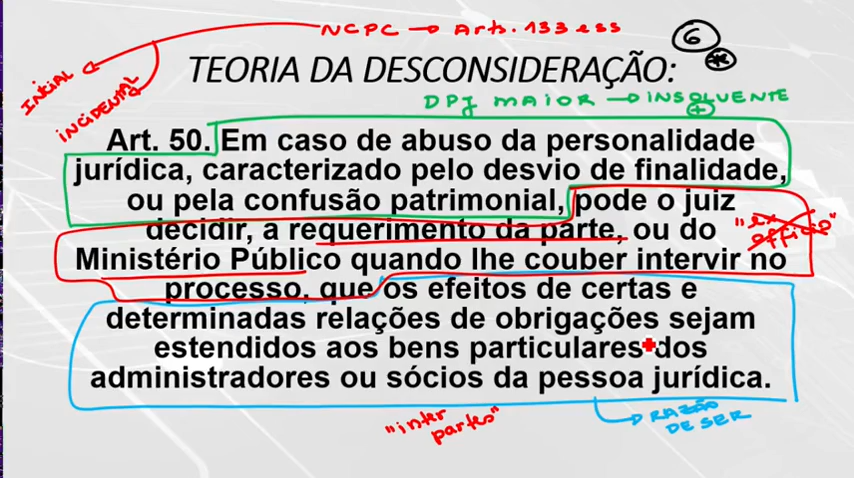 NCPC → Arts. 133 e ss
6
*
INCIAL
INCIDENTAL
TEORIA DA DESCONSIDERAÇÃO:
DPJ MAIOR → INSOLVENTE
+
Art. 50. Em caso de abuso da personalidade
jurídica, caracterizado pelo desvio de finalidade,
ou pela confusão patrimonial, pode o juiz
decidir, a requerimento da parte, ou do
"ex
officio"
Ministério Público quando lhe couber intervir no
processo, que os efeitos de certas e
determinadas relações de obrigações sejam
estendidos aos bens particulares dos
administradores ou sócios da pessoa jurídica.
"inter
partes"
RAZÃO
DE SER